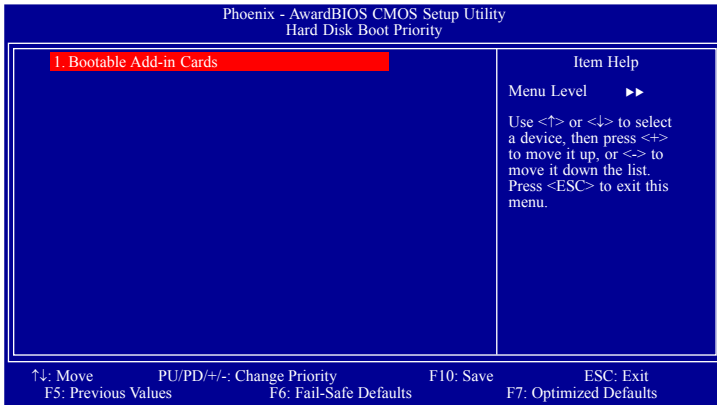 Phoenix - AwardBIOS CMOS Setup Utility
Hard Disk Boot Priority
1. Bootable Add-in Cards
Item Help
Menu Level ►►
Use <↑> or <↓> to select
a device, then press <+>
to move it up, or <-> to
move it down the list.
Press <ESC> to exit this
menu.
↑↓: Move PU/PD/+/-: Change Priority F10: Save ESC: Exit
F5: Previous Values F6: Fail-Safe Defaults F7: Optimized Defaults